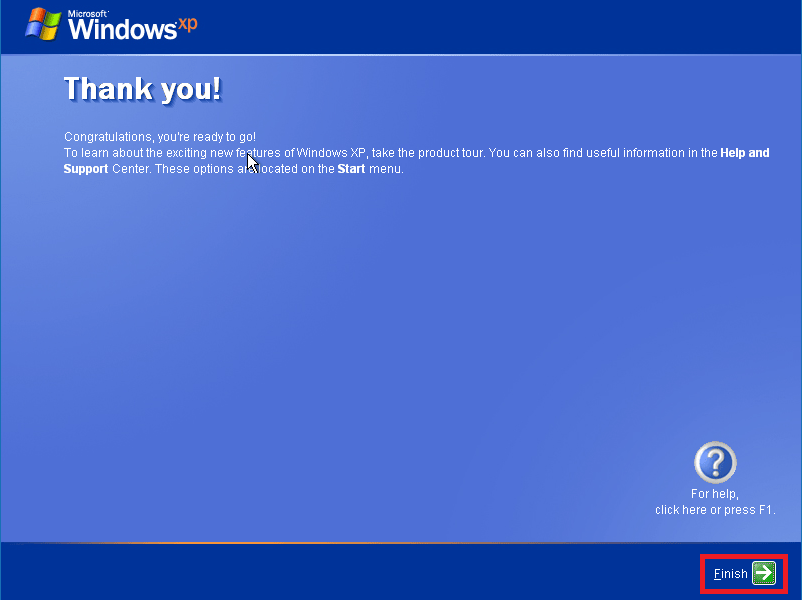 Microsoft®
Windows xp
Thank you!
Congratulations, you're ready to go!
To learn about the exciting new features of Windows XP, take the product tour. You can also find useful information in the Help and
Support Center. These options are located on the Start menu.
For help,
click here or press F1.
Finish